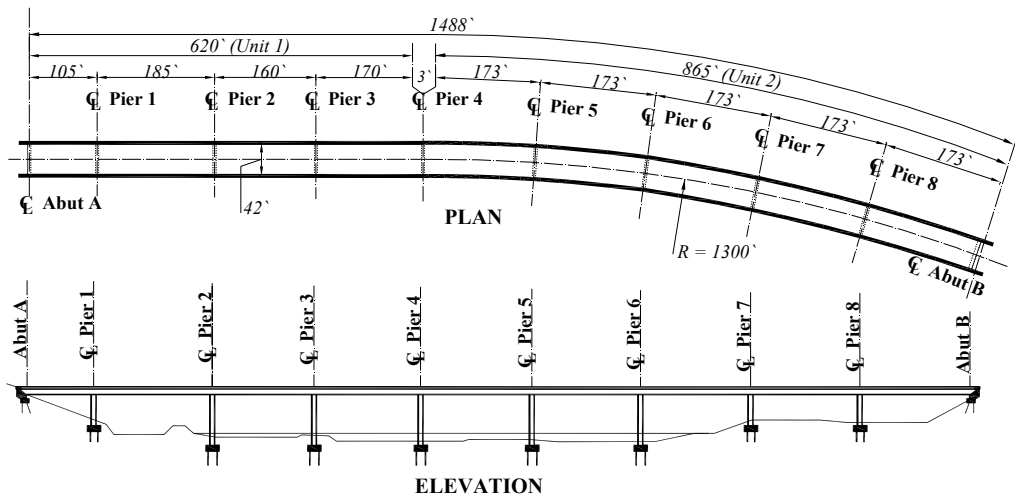 1488`
620` (Unit 1)
865` (Unit 2)
105`
185`
160`
170`
3`
173`
173`
173`
173`
173`
℄ Pier 1
℄ Pier 2
℄ Pier 3
℄ Pier 4
℄ Pier 5
℄ Pier 6
℄ Pier 7
℄ Pier 8
℄ Abut A
42`
PLAN
R = 1300`
℄ Abut B
Abut A
℄ Pier 1
℄ Pier 2
℄ Pier 3
℄ Pier 4
℄ Pier 5
℄ Pier 6
℄ Pier 7
℄ Pier 8
Abut B
ELEVATION